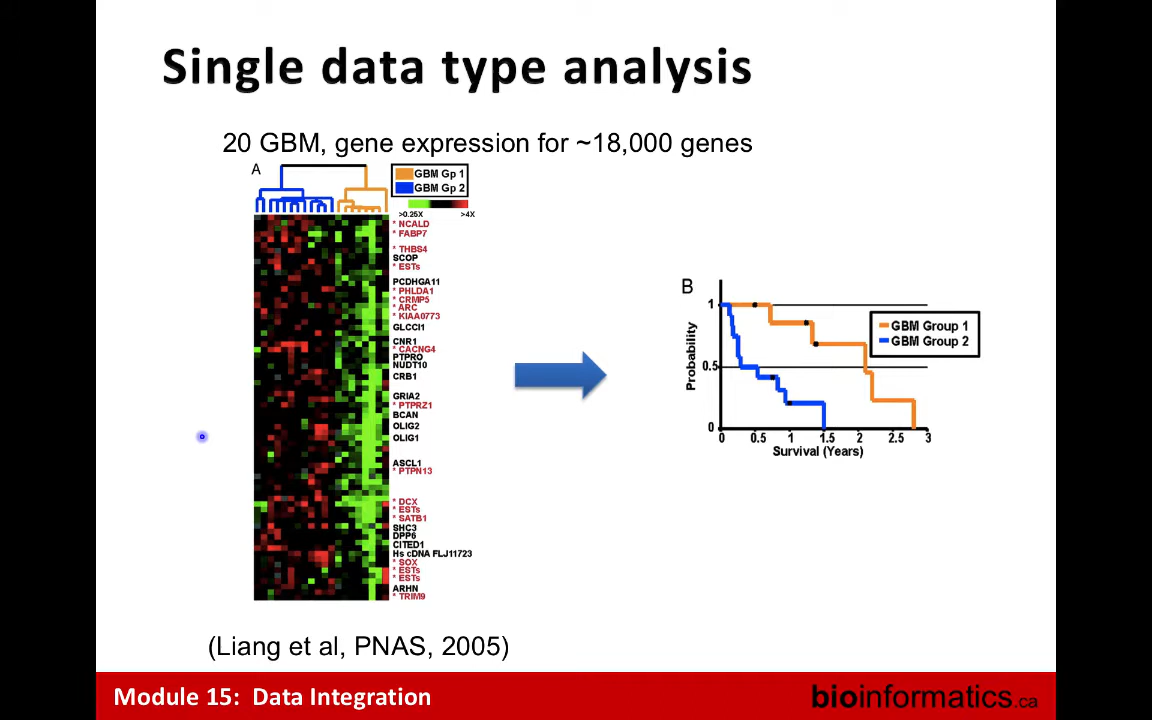 Single data type analysis
20 GBM, gene expression for ~18,000 genes
A
GBM Gp 1
GBM Gp 2
>0.25X >4X
* NCALD
* FABP7
* THBS4
SCOP
* ESTs
PCDHGA11
* PHLDA1
* CRMP5
* ARC
* KIAA0773
GLCCI1
CNR1
* CACNG4
PTPRO
NUDT10
CRB1
GRIA2
* PTPRZ1
BCAN
OLIG2
OLIG1
ASCL1
* PTPN13
* DCX
* ESTs
* SATB1
SHC3
DPP6
CITED1
Hs cDNA FLJ11723
* SOX
* ESTs
* ESTs
ARHN
* TRIM9
B
Probability
1
0.5
0
GBM Group 1
GBM Group 2
0 0.5 1 1.5 2 2.5 3
Survival (Years)
(Liang et al, PNAS, 2005)
Module 15: Data Integration
bioinformatics.ca